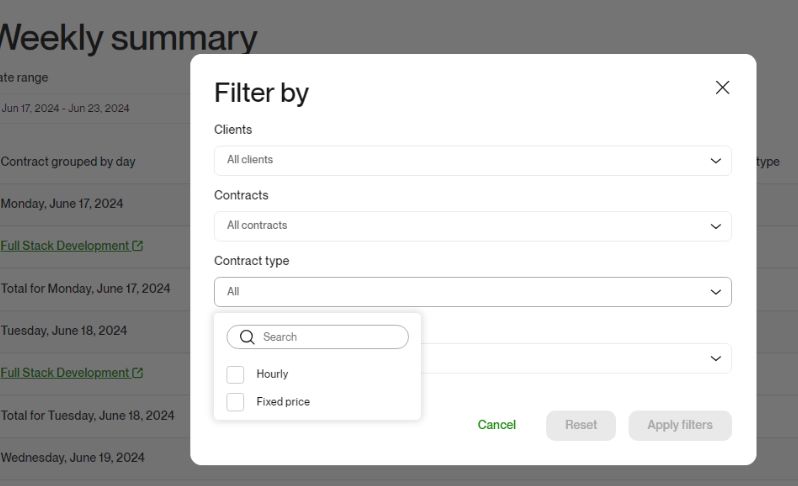 Weekly summary
ate range
Jun 17, 2024 - Jun 23, 2024
Contract grouped by day
type
Monday, June 17, 2024
Full Stack Development
Total for Monday, June 17, 2024
Tuesday, June 18, 2024
Full Stack Development
Total for Tuesday, June 18, 2024
Wednesday, June 19, 2024
Filter by
Clients
All clients
Contracts
All contracts
Contract type
All
Search
Hourly
Fixed price
Cancel
Reset
Apply filters